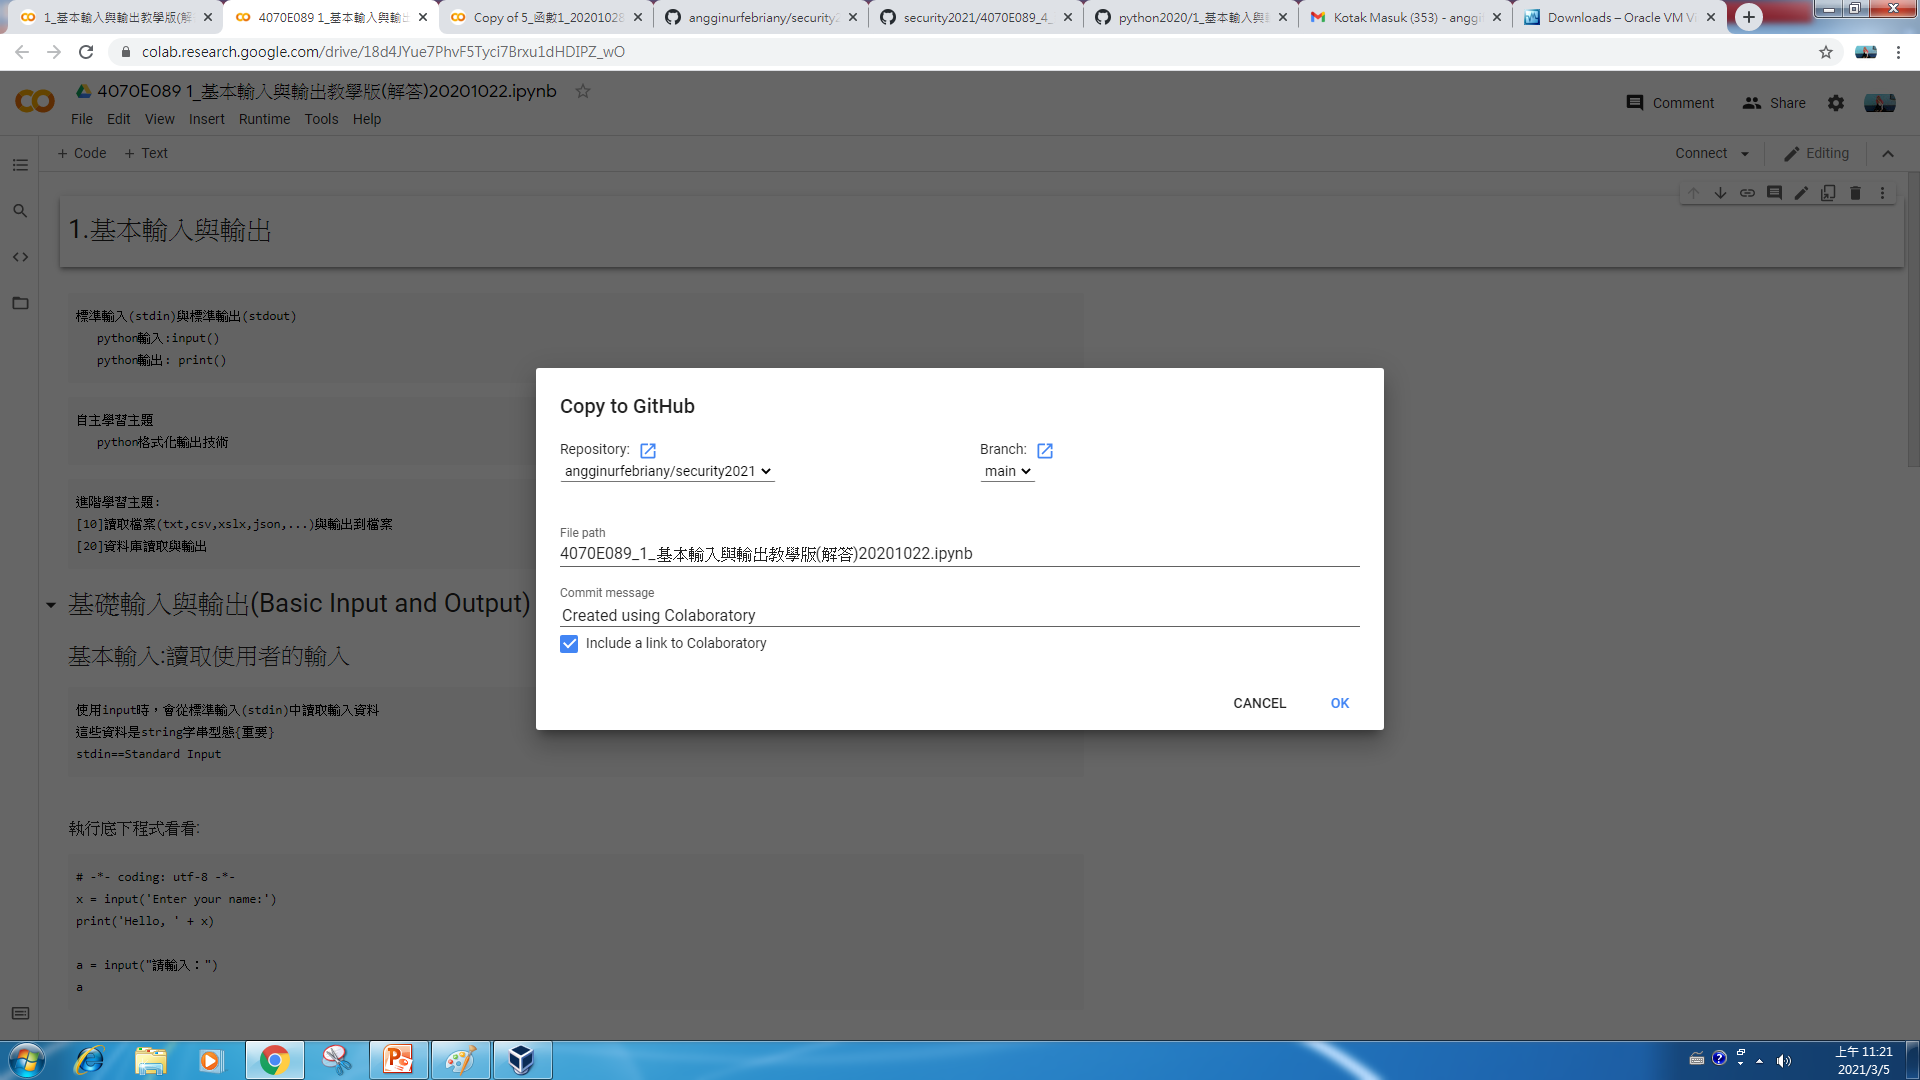 1_基本輸入與輸出教學版(解
4070E089 1_基本輸入與輸出
Copy of 5_函數1_20201028
angginurfebriany/security2
security2021/4070E089_4_
python2020/1_基本輸入與
Kotak Masuk (353) - anggi
Downloads – Oracle VM Vi
colab.research.google.com/drive/18d4JYue7PhvF5Tyci7Brxu1dHDIPZ_wO
4070E089 1_基本輸入與輸出教學版(解答)20201022.ipynb
File Edit View Insert Runtime Tools Help
Comment Share
+ Code + Text
Connect Editing
1.基本輸入與輸出
標準輸入(stdin)與標準輸出(stdout)
python輸入:input()
python輸出: print()
自主學習主題
python格式化輸出技術
進階學習主題:
[10]讀取檔案(txt,csv,xslx,json,...)與輸出到檔案
[20]資料庫讀取與輸出
基礎輸入與輸出(Basic Input and Output)
基本輸入:讀取使用者的輸入
使用input時，會從標準輸入(stdin)中讀取輸入資料
這些資料是string字串型態{重要}
stdin==Standard Input
執行底下程式看看:
# -*- coding: utf-8 -*-
x = input('Enter your name:')
print('Hello, ' + x)
a = input("請輸入：")
a
Copy to GitHub
Repository:
angginurfebriany/security2021
Branch:
main
File path
4070E089_1_基本輸入與輸出教學版(解答)20201022.ipynb
Commit message
Created using Colaboratory
Include a link to Colaboratory
CANCEL OK
上午 11:21
2021/3/5